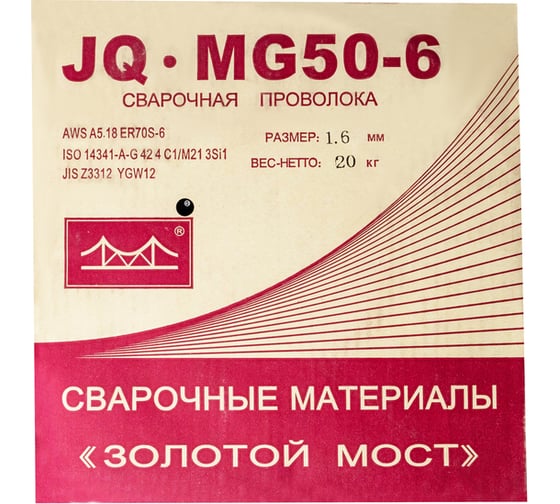 JQ · MG50-6
СВАРОЧНАЯ ПРОВОЛОКА
AWS A5.18 ER70S-6
РАЗМЕР: 1.6 мм
ISO 14341-A-G 42 4 C1/M21 3Si1
ВЕС-НЕТТО: 20 кг
JIS Z3312 YGW12
®
СВАРОЧНЫЕ МАТЕРИАЛЫ
«ЗОЛОТОЙ МОСТ»